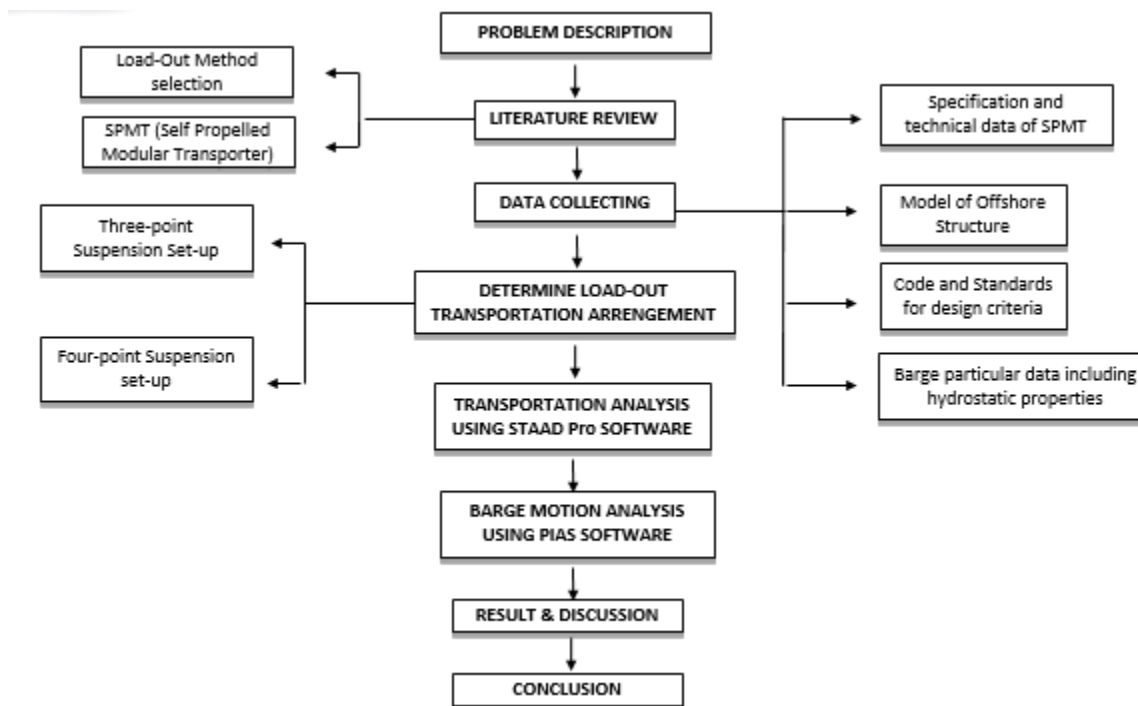 PROBLEM DESCRIPTION
Load-Out Method
selection
SPMT (Self Propelled
Modular Transporter)
LITERATURE REVIEW
Specification and
technical data of SPMT
DATA COLLECTING
Model of Offshore
Structure
Code and Standards
for design criteria
Barge particular data including
hydrostatic properties
Three-point
Suspension Set-up
Four-point Suspension
set-up
DETERMINE LOAD-OUT
TRANSPORTATION ARRENGEMENT
TRANSPORTATION ANALYSIS
USING STAAD Pro SOFTWARE
BARGE MOTION ANALYSIS
USING PIAS SOFTWARE
RESULT & DISCUSSION
CONCLUSION